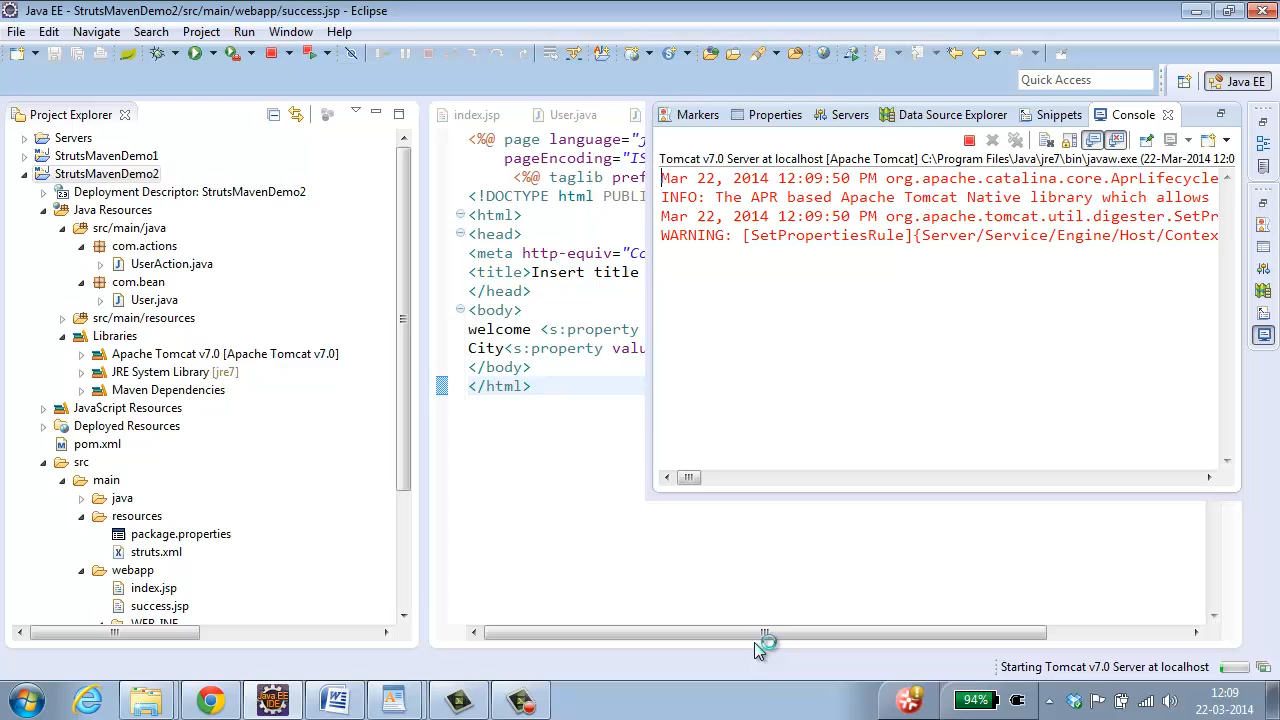 Java EE - StrutsMavenDemo2/src/main/webapp/success.jsp - Eclipse
File Edit Navigate Search Project Run Window Help
Quick Access
Java EE
Project Explorer
Servers
StrutsMavenDemo1
StrutsMavenDemo2
Deployment Descriptor: StrutsMavenDemo2
Java Resources
src/main/java
com.actions
UserAction.java
com.bean
User.java
src/main/resources
Libraries
Apache Tomcat v7.0 [Apache Tomcat v7.0]
JRE System Library [jre7]
Maven Dependencies
JavaScript Resources
Deployed Resources
pom.xml
src
main
java
resources
package.properties
struts.xml
webapp
index.jsp
success.jsp
WEB-INF
index.jsp User.java
<%@ page language="j
pageEncoding="IS
<%@ taglib pref
<!DOCTYPE html PUBLI
<html>
<head>
<meta http-equiv="Co
<title>Insert title
</head>
<body>
welcome <s:property
City<s:property valu
</body>
</html>
Markers Properties Servers Data Source Explorer Snippets Console
Tomcat v7.0 Server at localhost [Apache Tomcat] C:\Program Files\Java\jre7\bin\javaw.exe (22-Mar-2014 12:0
Mar 22, 2014 12:09:50 PM org.apache.catalina.core.AprLifecycle
INFO: The APR based Apache Tomcat Native library which allows
Mar 22, 2014 12:09:50 PM org.apache.tomcat.util.digester.SetPr
WARNING: [SetPropertiesRule]{Server/Service/Engine/Host/Contex
Starting Tomcat v7.0 Server at localhost
Java EE
IDE
94%
12:09
22-03-2014